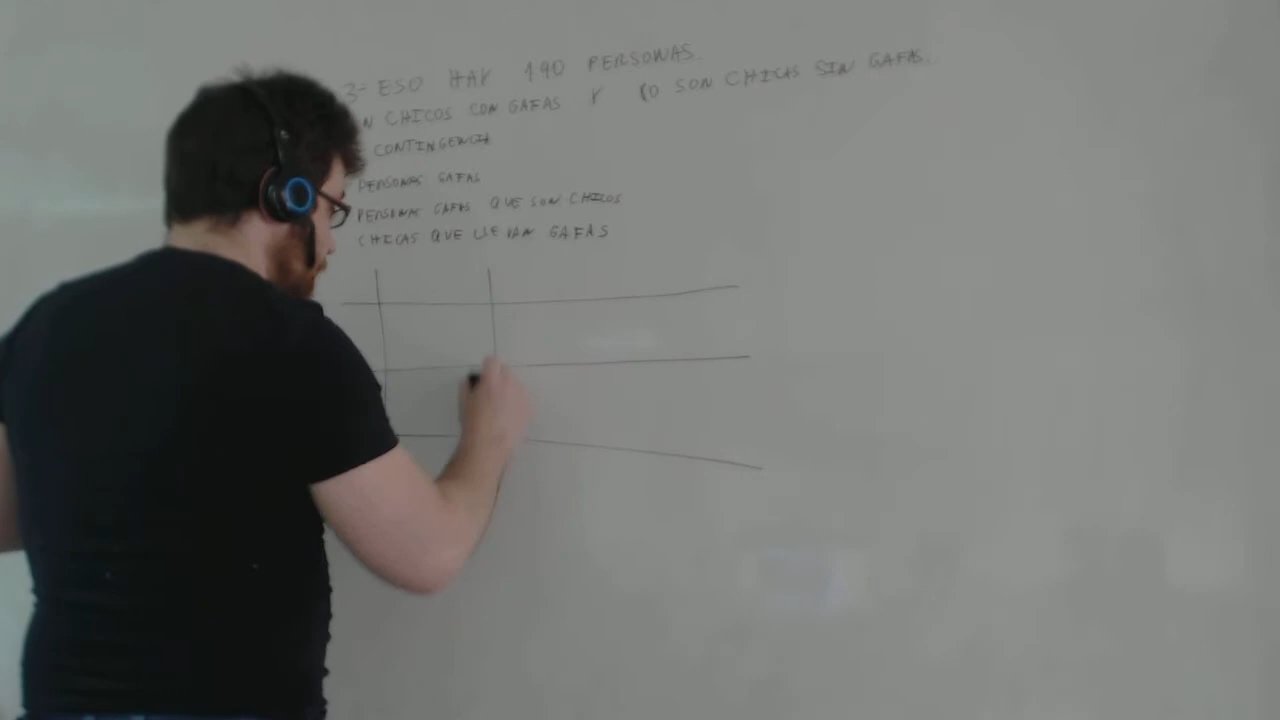 3º ESO HAY 190 PERSONAS.
N CHICOS CON GAFAS Y SON CHICAS SIN GAFAS.
CONTINGENCIA
PERSONAS GAFAS
PERSONAS GAFAS QUE SON CHICOS
CHICAS QUE LLEVAN GAFAS